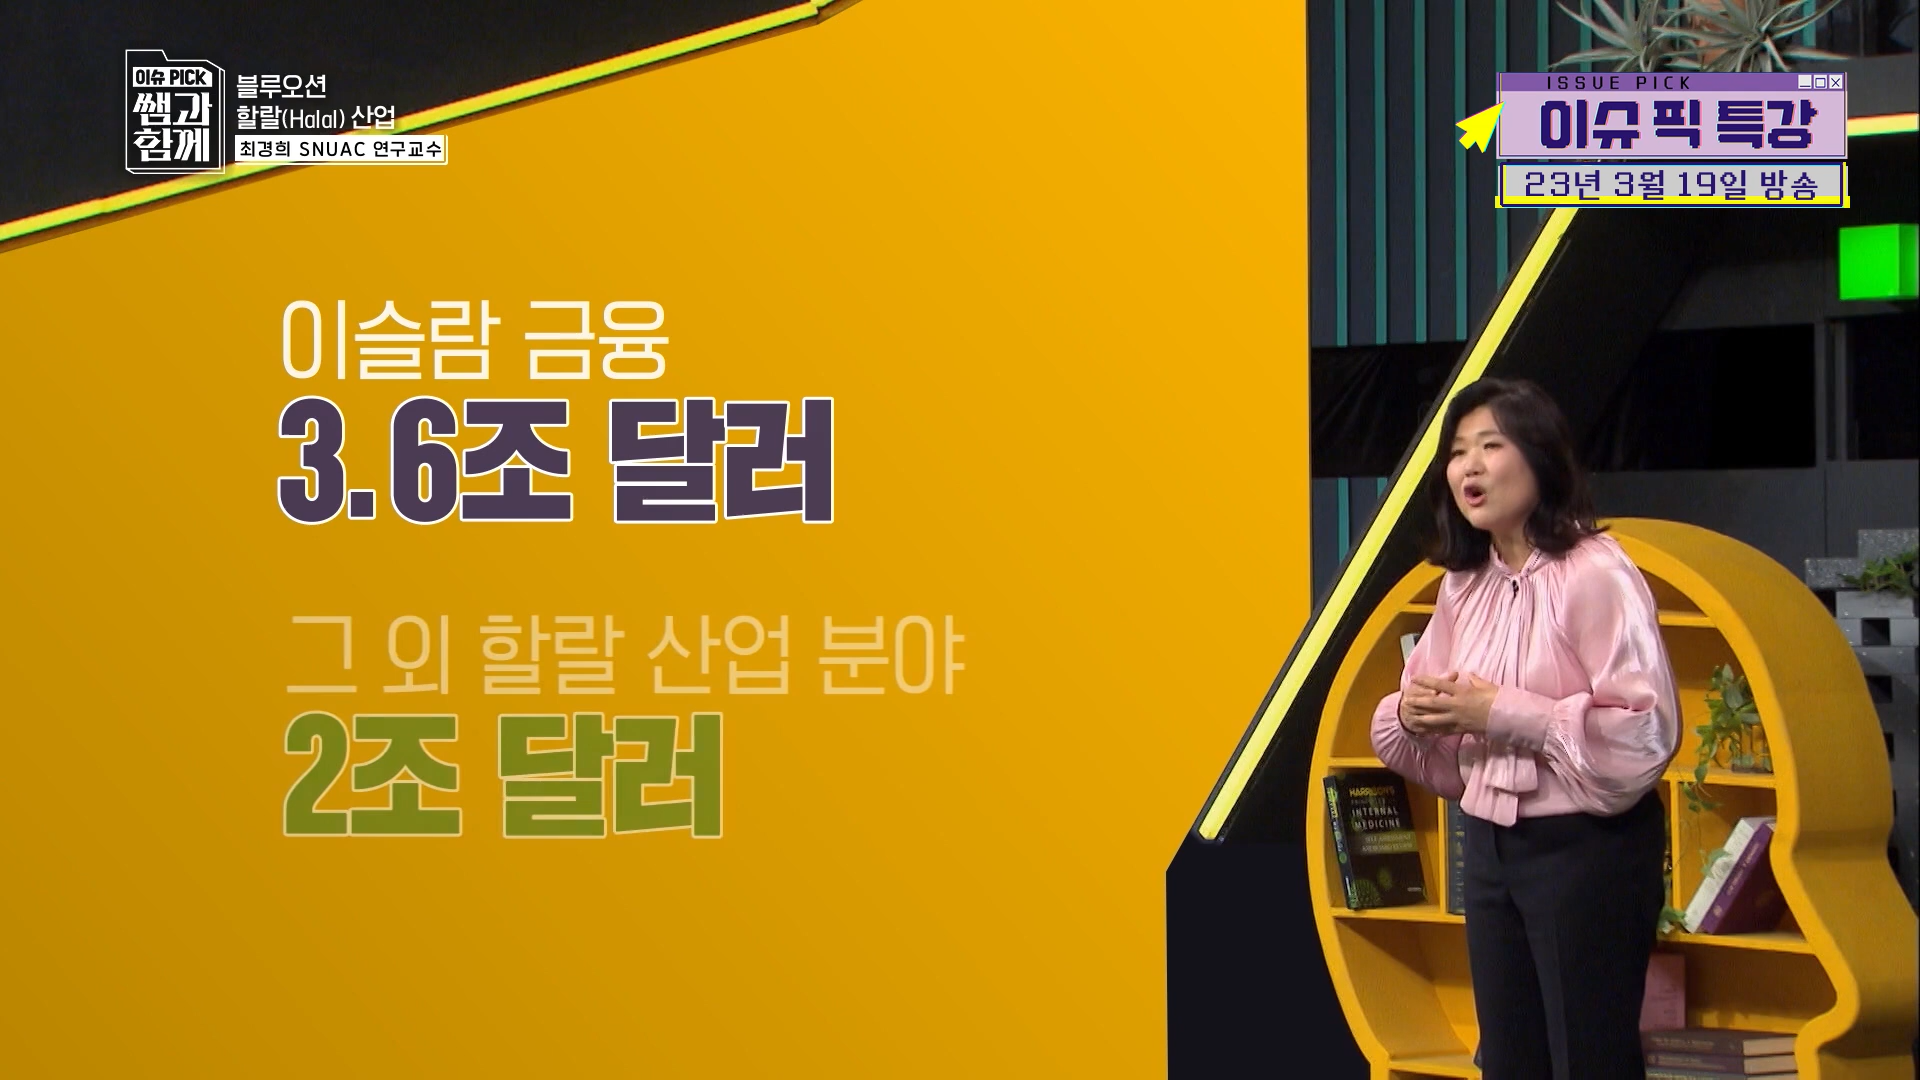 이슈 PICK
쌤과
함께
블루오션
할랄(Halal) 산업
최경희 SNUAC 연구교수
ISSUE PICK
이슈 픽 특강
23년 3월 19일 방송
이슬람 금융
3.6조 달러
그 외 할랄 산업 분야
2조 달러
HARRISON'S
INTERNAL
MEDICINE